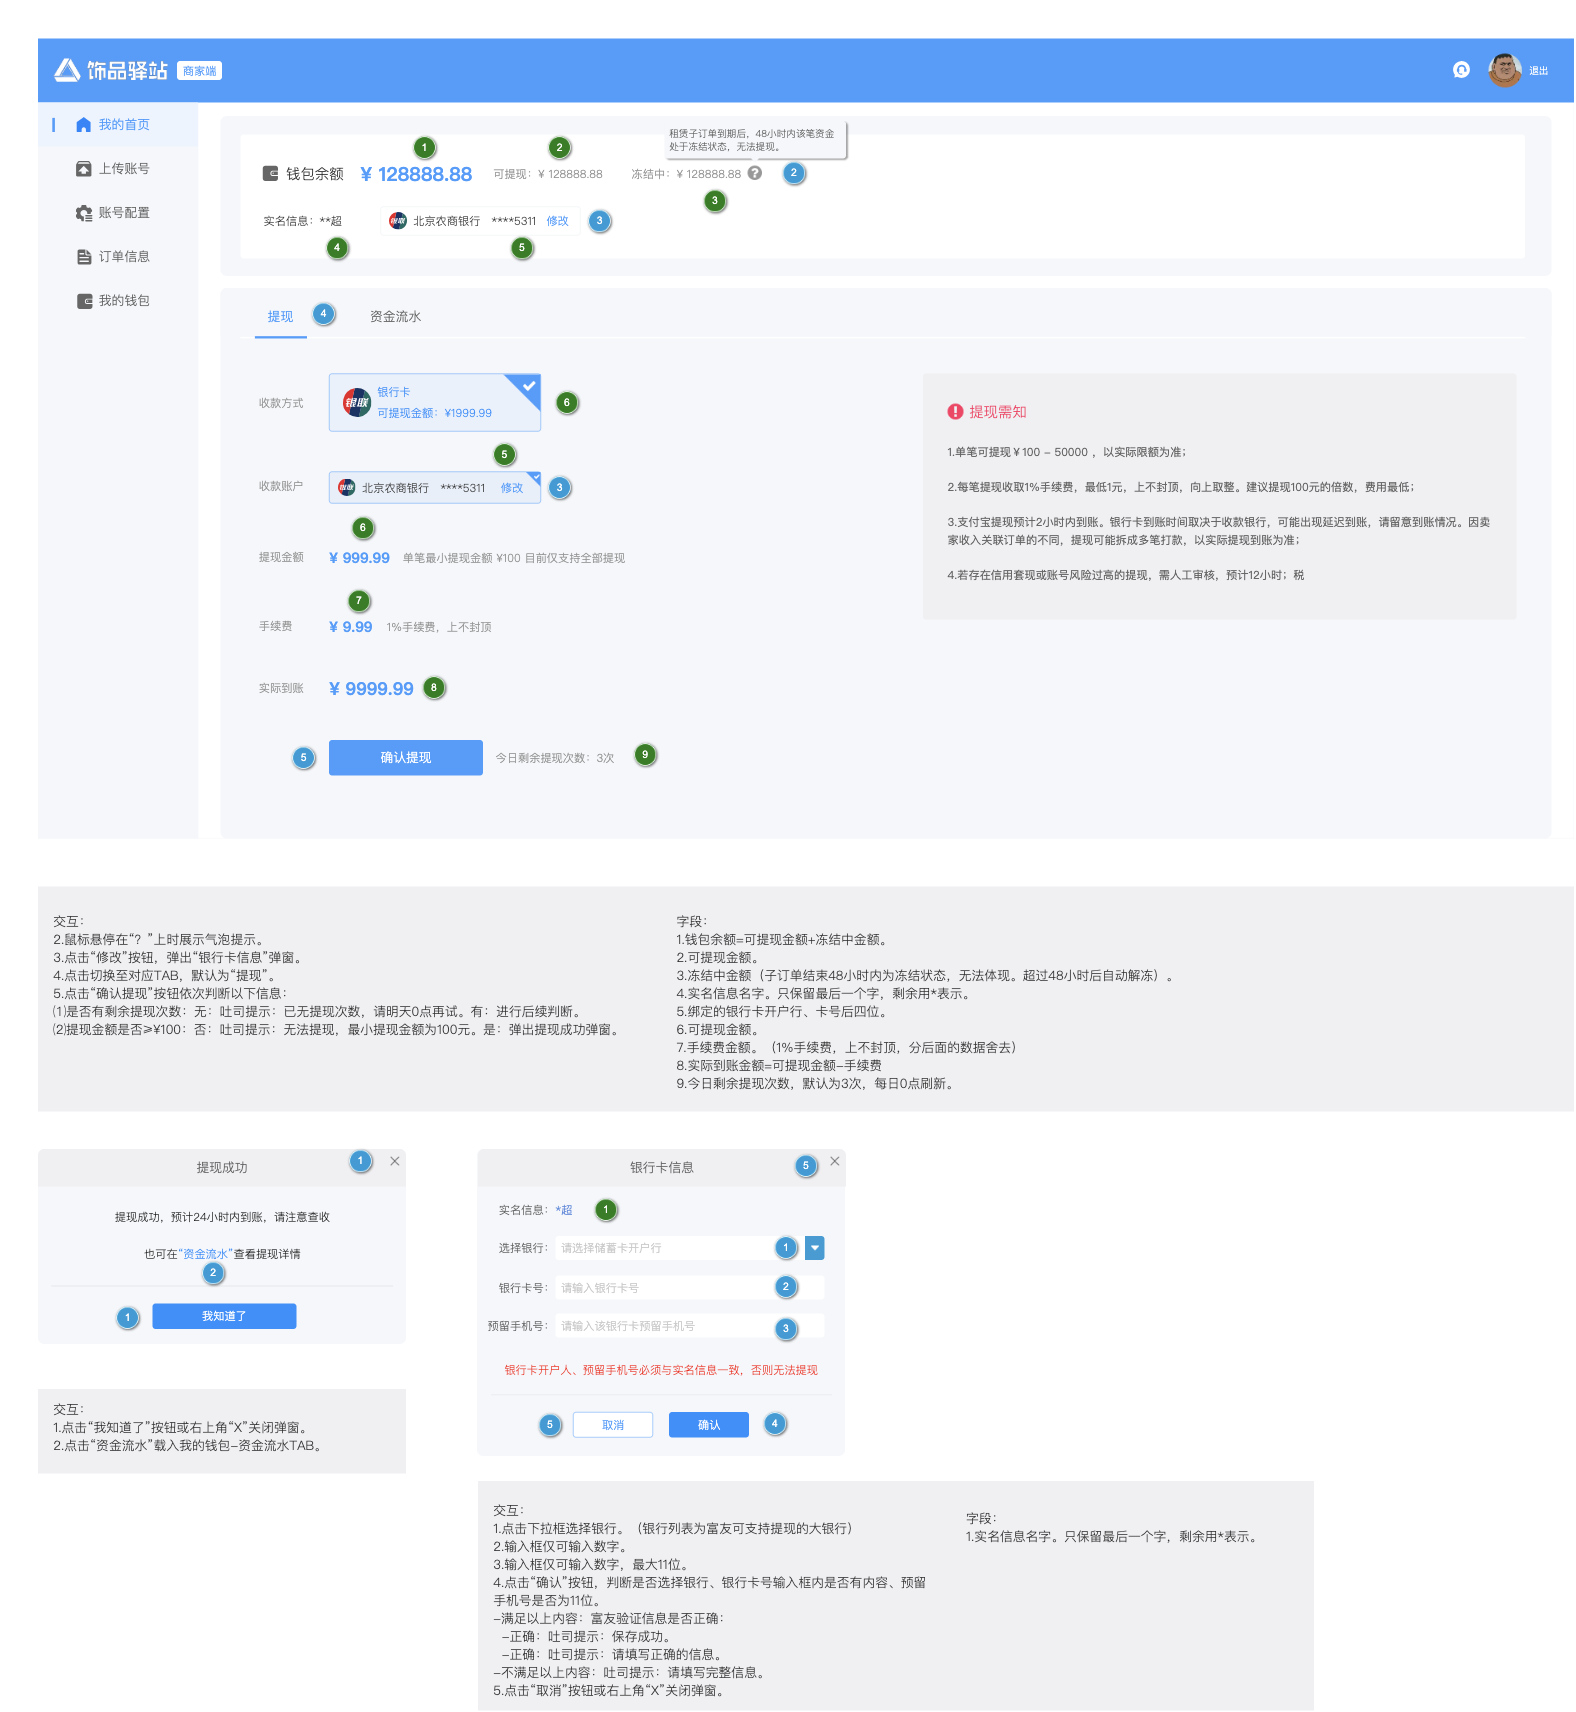 饰品驿站 商家端
退出
我的首页
上传账号
账号配置
订单信息
我的钱包
1
2
租赁子订单到期后，48小时内该笔资金
处于冻结状态，无法提现。
钱包余额 ¥ 128888.88 可提现：¥ 128888.88 冻结中：¥ 128888.88 ? 2
3
实名信息：**超 银联 北京农商银行 ****5311 修改 3
4 5
提现 4 资金流水
收款方式
银联 银行卡
可提现金额：¥1999.99
6
5
收款账户 银联 北京农商银行 ****5311 修改 3
6
提现金额 ¥ 999.99 单笔最小提现金额 ¥100 目前仅支持全部提现
7
手续费 ¥ 9.99 1%手续费，上不封顶
实际到账 ¥ 9999.99 8
5 确认提现 今日剩余提现次数：3次 9
提现需知
1.单笔可提现 ¥ 100 – 50000 ，以实际限额为准；
2.每笔提现收取1%手续费，最低1元，上不封顶，向上取整。建议提现100元的倍数，费用最低；
3.支付宝提现预计2小时内到账。银行卡到账时间取决于收款银行，可能出现延迟到账，请留意到账情况。因卖
家收入关联订单的不同，提现可能拆成多笔打款，以实际提现到账为准；
4.若存在信用套现或账号风险过高的提现，需人工审核，预计12小时；税
交互：
2.鼠标悬停在“？”上时展示气泡提示。
3.点击“修改”按钮，弹出“银行卡信息”弹窗。
4.点击切换至对应TAB，默认为“提现”。
5.点击“确认提现”按钮依次判断以下信息：
⑴是否有剩余提现次数：无：吐司提示：已无提现次数，请明天0点再试。有：进行后续判断。
⑵提现金额是否≥¥100：否：吐司提示：无法提现，最小提现金额为100元。是：弹出提现成功弹窗。
字段：
1.钱包余额=可提现金额+冻结中金额。
2.可提现金额。
3.冻结中金额（子订单结束48小时内为冻结状态，无法体现。超过48小时后自动解冻）。
4.实名信息名字。只保留最后一个字，剩余用*表示。
5.绑定的银行卡开户行、卡号后四位。
6.可提现金额。
7.手续费金额。（1%手续费，上不封顶，分后面的数据舍去）
8.实际到账金额=可提现金额–手续费
9.今日剩余提现次数，默认为3次，每日0点刷新。
提现成功 1
提现成功，预计24小时内到账，请注意查收
也可在“资金流水”查看提现详情
2
1 我知道了
交互：
1.点击“我知道了”按钮或右上角“X”关闭弹窗。
2.点击“资金流水”载入我的钱包–资金流水TAB。
银行卡信息 5
实名信息：*超 1
选择银行：请选择储蓄卡开户行 1
银行卡号：请输入银行卡号 2
预留手机号：请输入该银行卡预留手机号 3
银行卡开户人、预留手机号必须与实名信息一致，否则无法提现
5 取消 确认 4
交互：
1.点击下拉框选择银行。（银行列表为富友可支持提现的大银行）
2.输入框仅可输入数字。
3.输入框仅可输入数字，最大11位。
4.点击“确认”按钮，判断是否选择银行、银行卡号输入框内是否有内容、预留
手机号是否为11位。
–满足以上内容：富友验证信息是否正确：
–正确：吐司提示：保存成功。
–正确：吐司提示：请填写正确的信息。
–不满足以上内容：吐司提示：请填写完整信息。
5.点击“取消”按钮或右上角“X”关闭弹窗。
字段：
1.实名信息名字。只保留最后一个字，剩余用*表示。